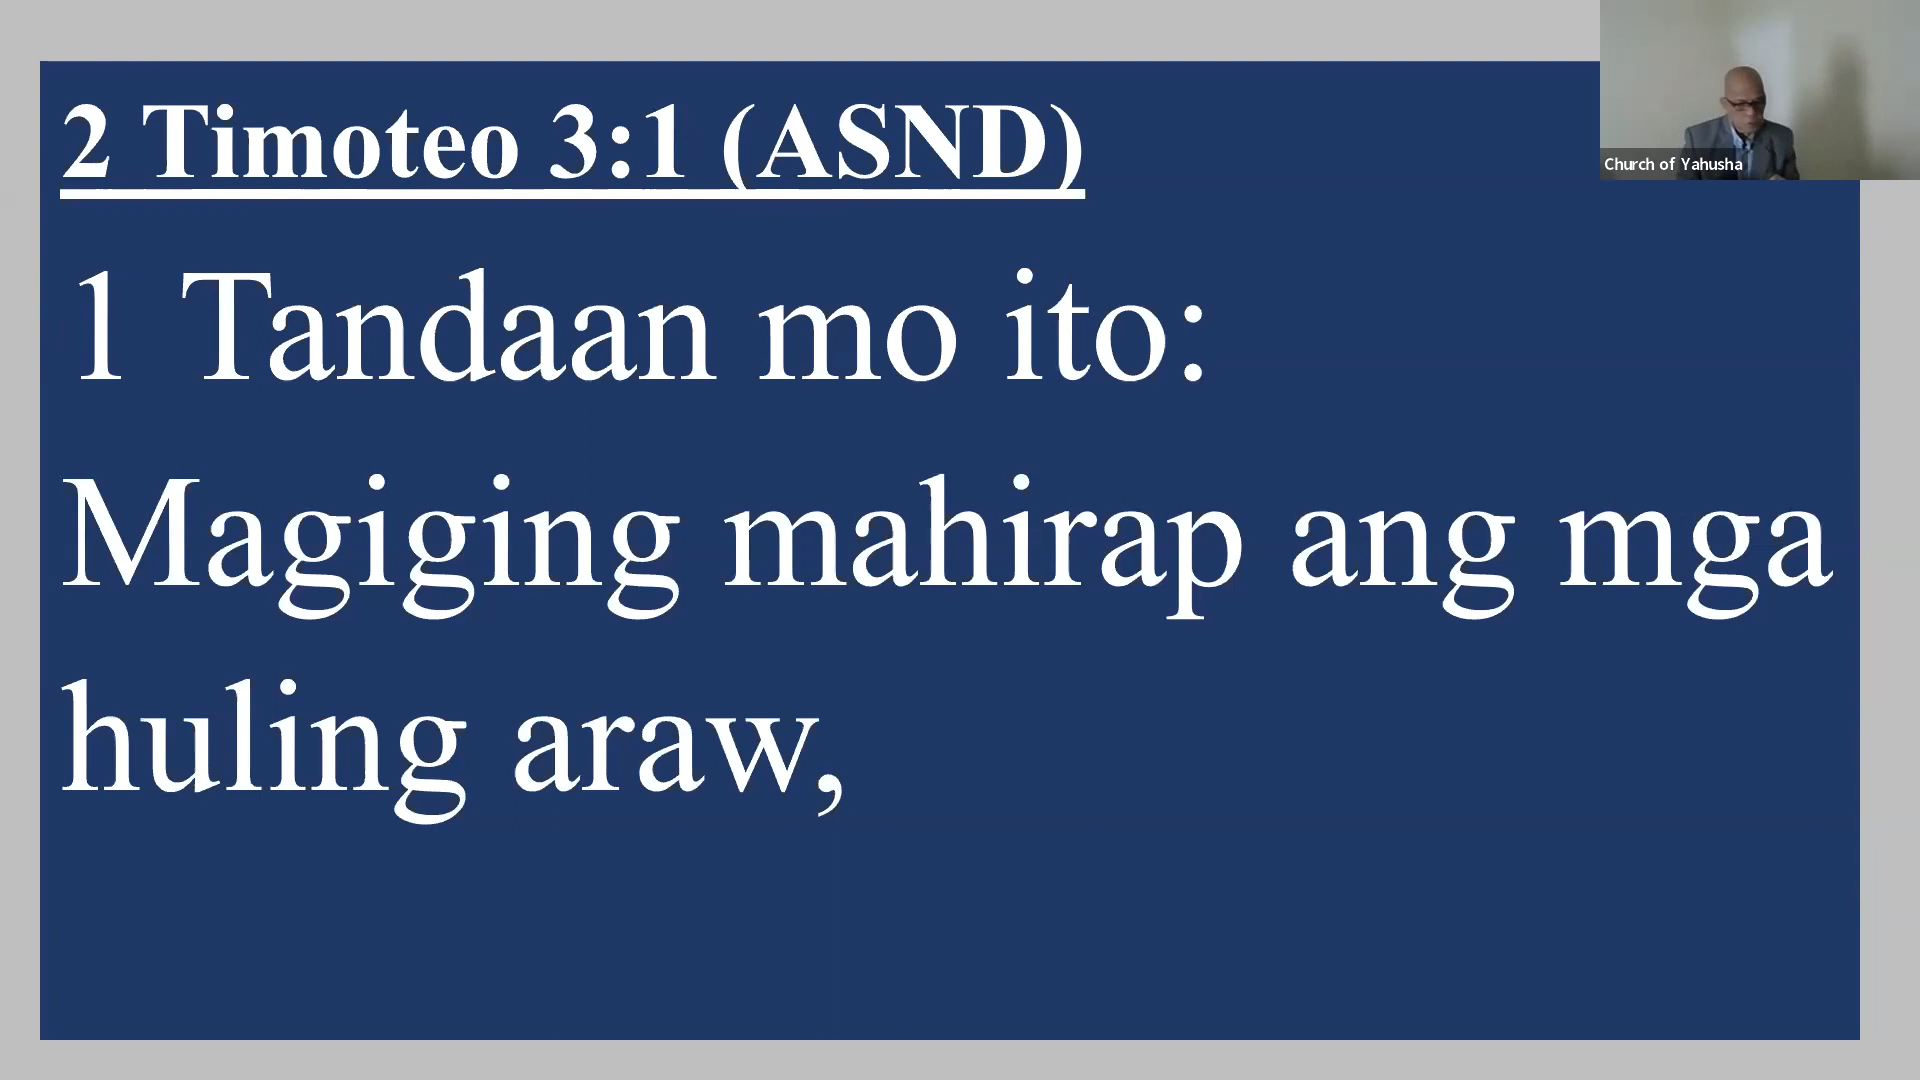 2 Timoteo 3:1 (ASND)
1 Tandaan mo ito:
Magiging mahirap ang mga
huling araw,
Church of Yahusha